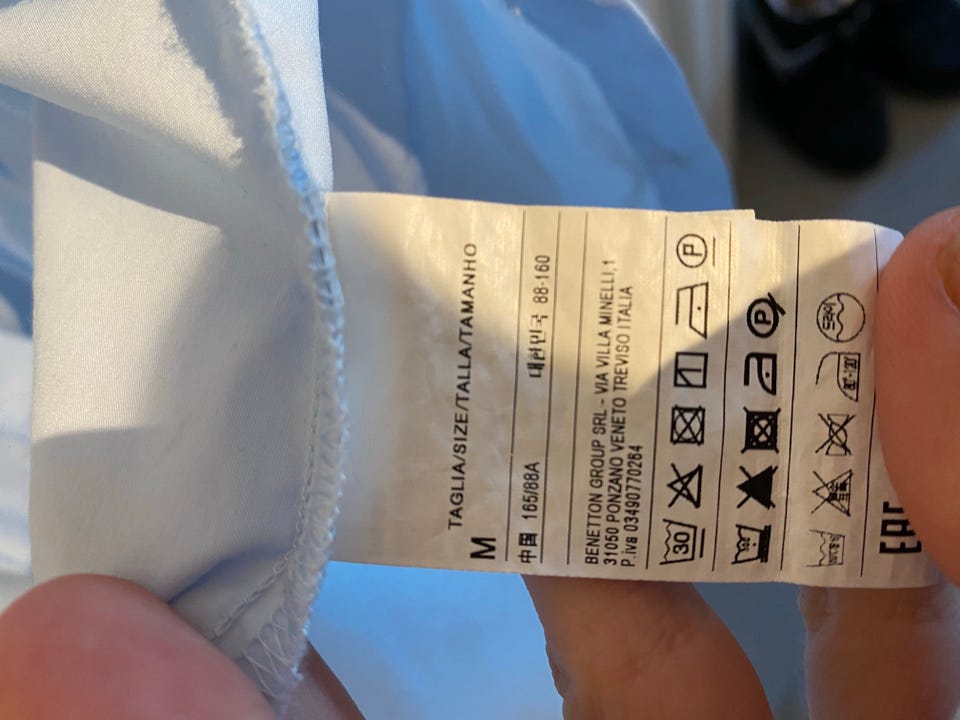 TAGLIA/SIZE/TALLA/TAMANHO
M
中国 165/88A 대한민국 88-160
BENETTON GROUP SRL - VIA VILLA MINELLI,1
31050 PONZANO VENETO TREVISO ITALIA
P.iva 03490770264
30 P
P
EAC